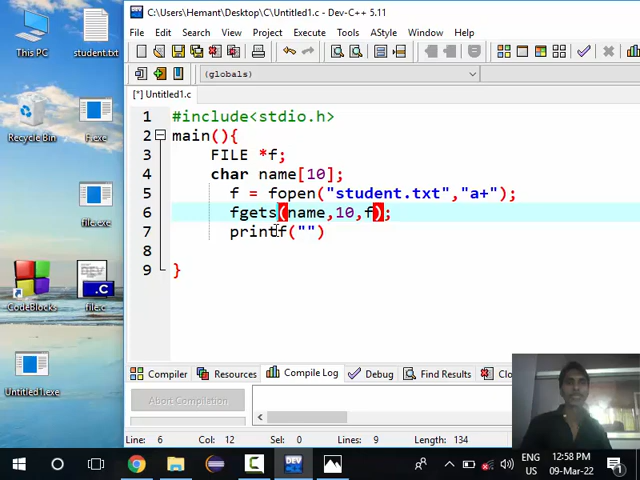 C:\Users\Hemant\Desktop\C\Untitled1.c - Dev-C++ 5.11
File Edit Search View Project Execute Tools AStyle Window Help
(globals)
[*] Untitled1.c
1 #include<stdio.h>
2 main(){
3 FILE *f;
4 char name[10];
5 f = fopen("student.txt","a+");
6 fgets(name,10,f);
7 printf("")
8
9 }
This PC
student.txt
Recycle Bin
F.exe
file.exe
CodeBlocks
file.c
Untitled1.exe
Compiler Resources Compile Log Debug Find Results Clo
Abort Compilation
Line: 6 Col: 12 Sel: 0 Lines: 9 Length: 134
DEV
ENG
US
12:58 PM
09-Mar-22
1